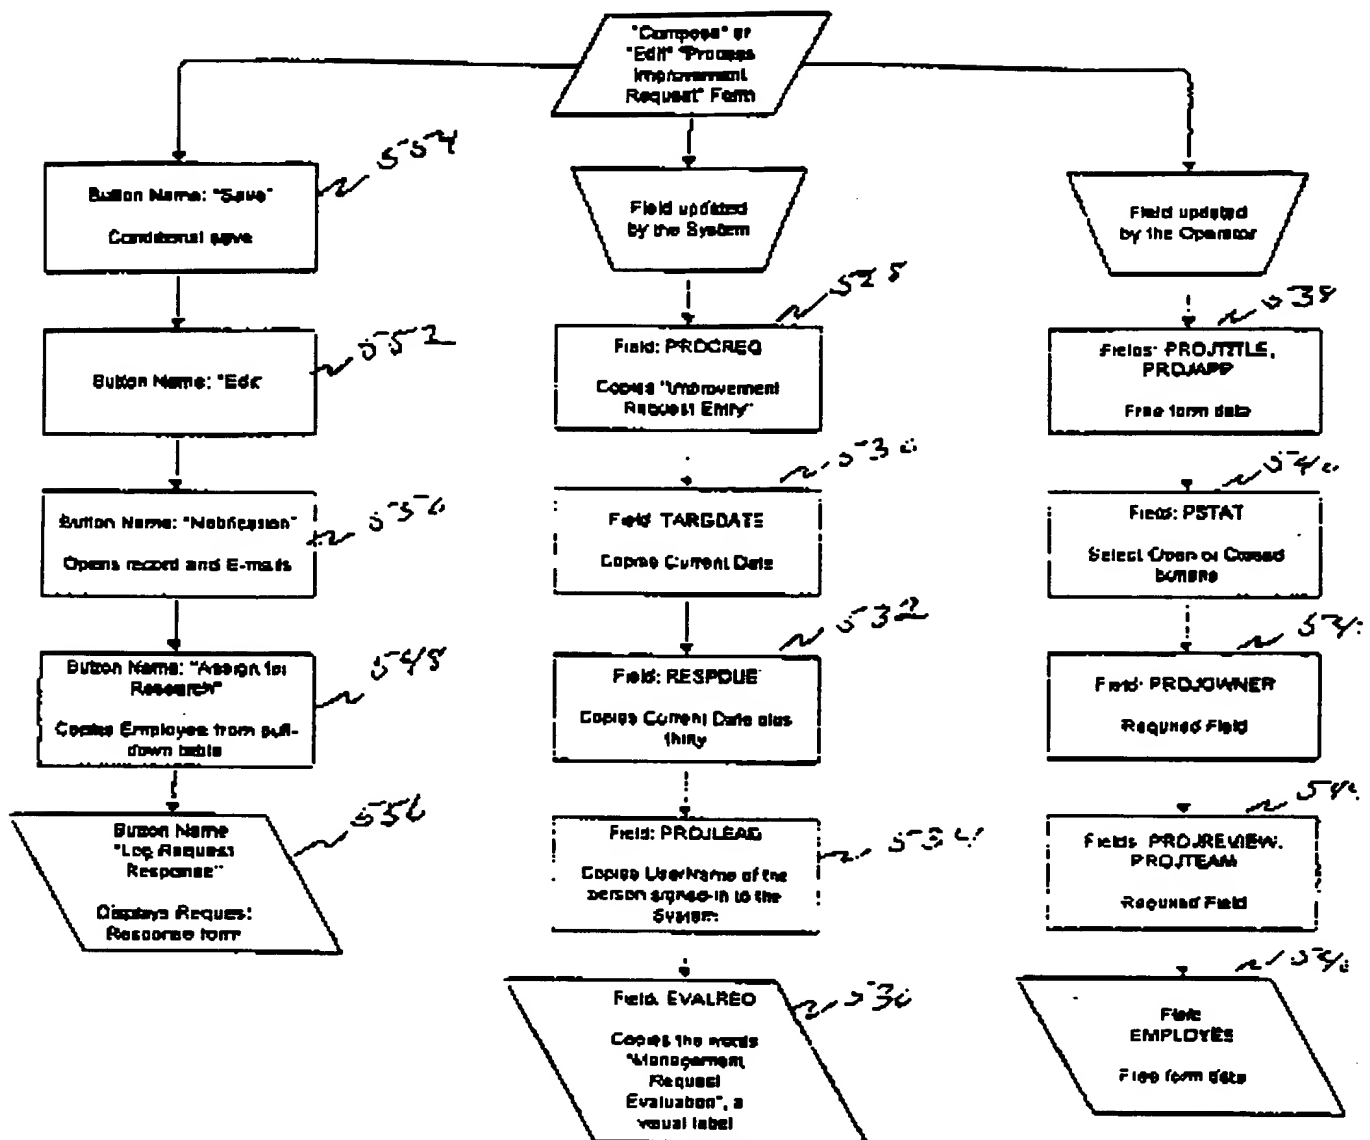 "Compose" or
"Edit" "Process
Improvement
Request" Form
Button Name: "Save"
Conditional save
554
Button Name: "Edit"
552
Button Name: "Notification"
Opens record and E-mails
Button Name: "Assign for
Research"
Copies Employee from pull-
down table
548
Button Name
"Log Request
Response"
Displays Request
Response form
556
Field updated
by the System
Field: PROCREQ
Copies "Improvement
Request Entry"
528
Field: TARGDATE
Copies Current Date
530
Field: RESPDUE
Copies Current Date plus
thirty
532
Field: PROJLEAD
Copies UserName of the
person signed-in to the
System
534
Field: EVALREQ
Copies the words
"Management
Request
Evaluation", a
visual label
536
Field updated
by the Operator
Fields: PROJTITLE,
PROJAPP
Free form data
538
Field: PSTAT
Select Open or Closed
buttons
540
Field: PROJOWNER
Required Field
Fields: PROJREVIEW,
PROJTEAM
Required Field
Field:
EMPLOYES
Free form data